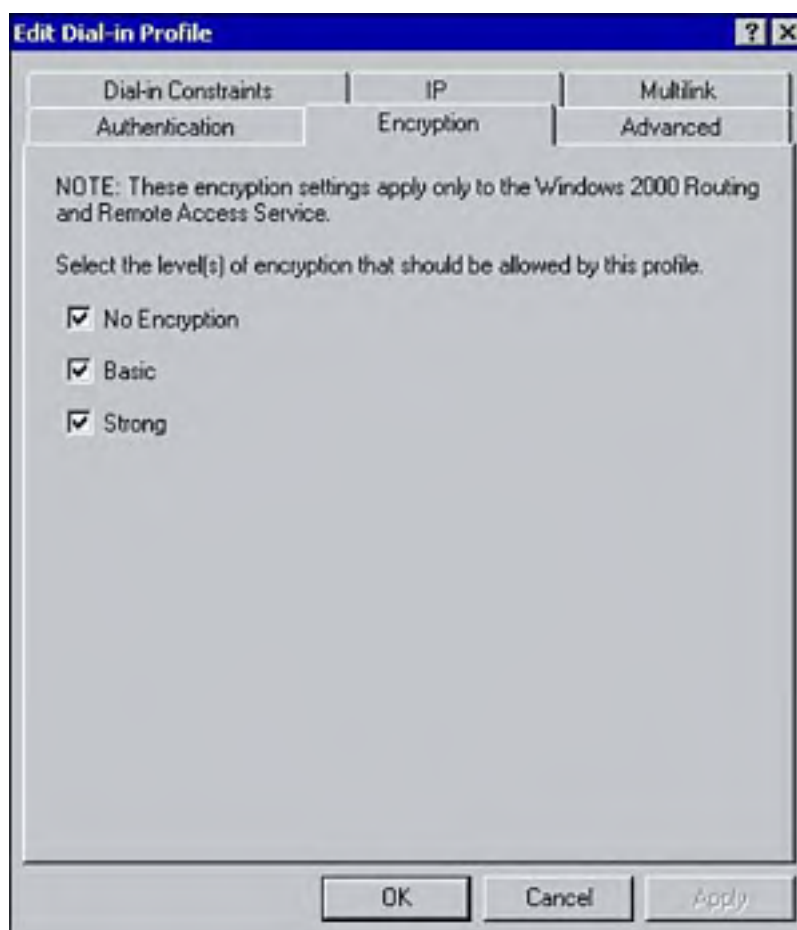 Edit Dial-in Profile
Dial-in Constraints
IP
Multilink
Authentication
Encryption
Advanced
NOTE: These encryption settings apply only to the Windows 2000 Routing
and Remote Access Service.
Select the level(s) of encryption that should be allowed by this profile.
No Encryption
Basic
Strong
OK
Cancel
Apply